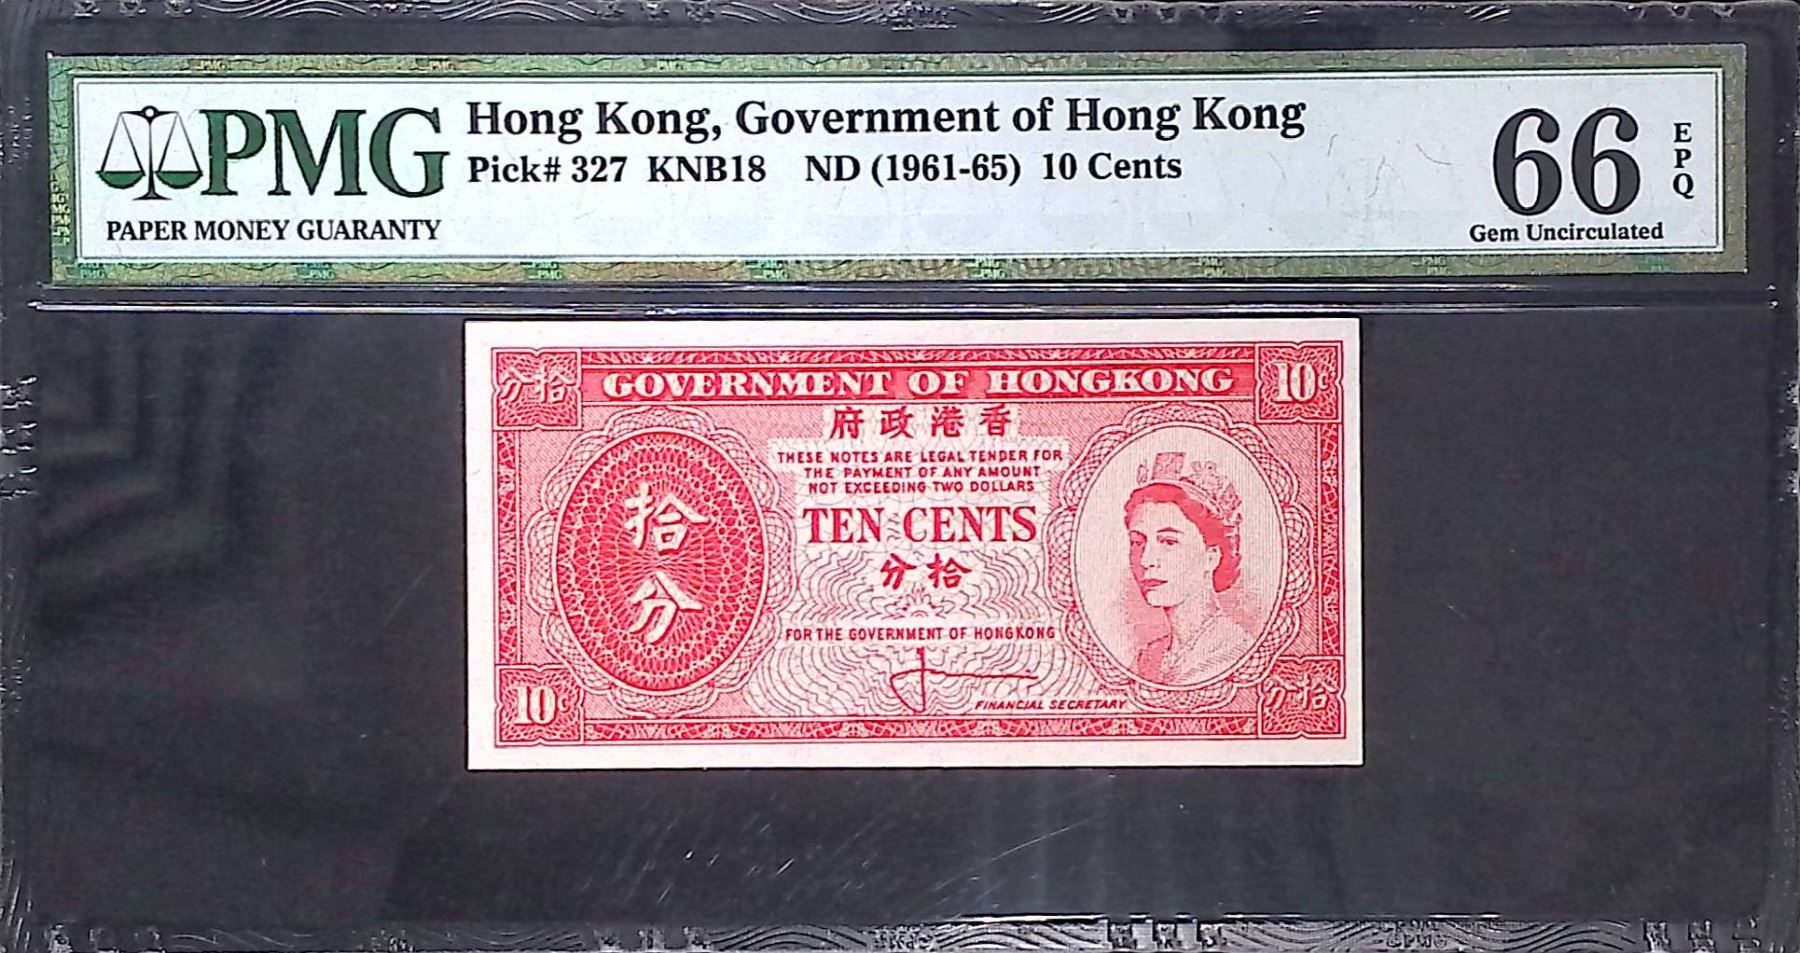 PMG
PAPER MONEY GUARANTY
Hong Kong, Government of Hong Kong
Pick# 327 KNB18 ND (1961-65) 10 Cents
66 EPQ
Gem Uncirculated
分拾 GOVERNMENT OF HONGKONG 10c
府政港香
THESE NOTES ARE LEGAL TENDER FOR
THE PAYMENT OF ANY AMOUNT
NOT EXCEEDING TWO DOLLARS
拾分
TEN CENTS
分拾
FOR THE GOVERNMENT OF HONGKONG
FINANCIAL SECRETARY
10c 分拾